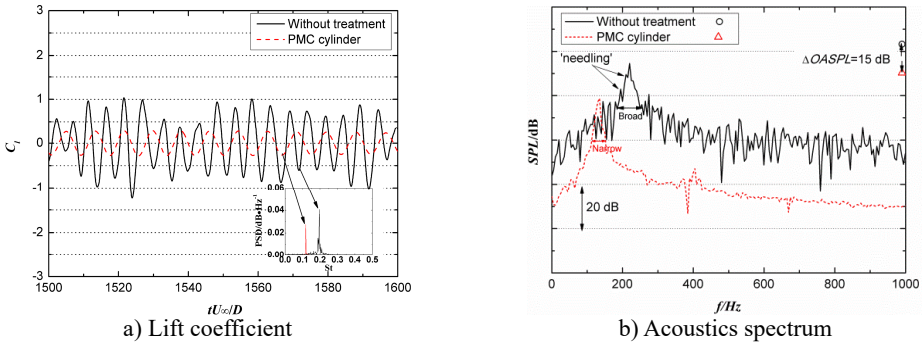 3
2
1
0
-1
-2
-3
C_l
Without treatment
PMC cylinder
0.06
0.04
0.02
0.00
PSD/dB•Hz⁻¹
0.0 0.1 0.2 0.3 0.4 0.5
St
1500 1520 1540 1560 1580 1600
tU∞/D
a) Lift coefficient
Without treatment
PMC cylinder
'needling'
ΔOASPL=15 dB
Broad
Narrpw
20 dB
SPL/dB
0 200 400 600 800 1000
f/Hz
b) Acoustics spectrum